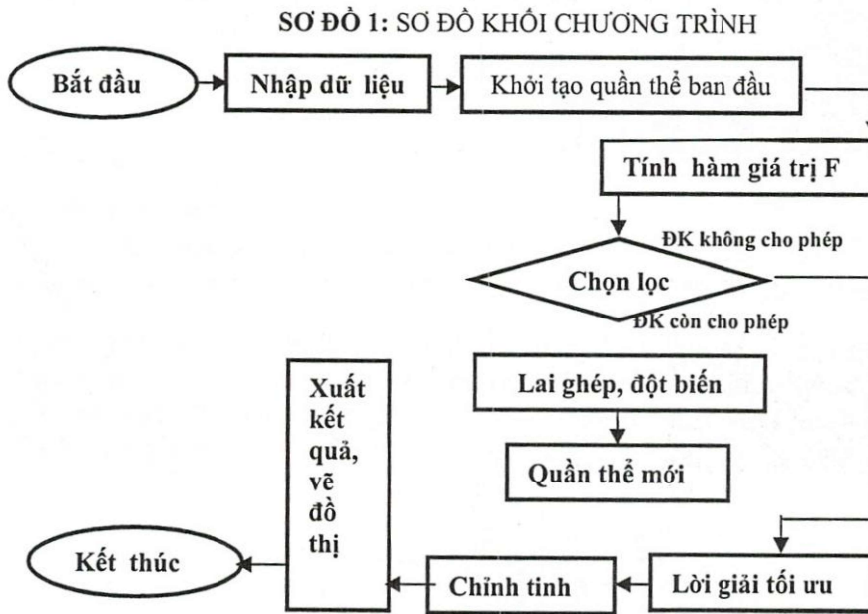 SƠ ĐỒ 1: SƠ ĐỒ KHỐI CHƯƠNG TRÌNH
Bắt đầu
Nhập dữ liệu
Khởi tạo quần thể ban đầu
Tính hàm giá trị F
ĐK không cho phép
Chọn lọc
ĐK còn cho phép
Lai ghép, đột biến
Quần thể mới
Xuất
kết
quả,
vẽ
đồ
thị
Kết thúc
Chỉnh tinh
Lời giải tối ưu